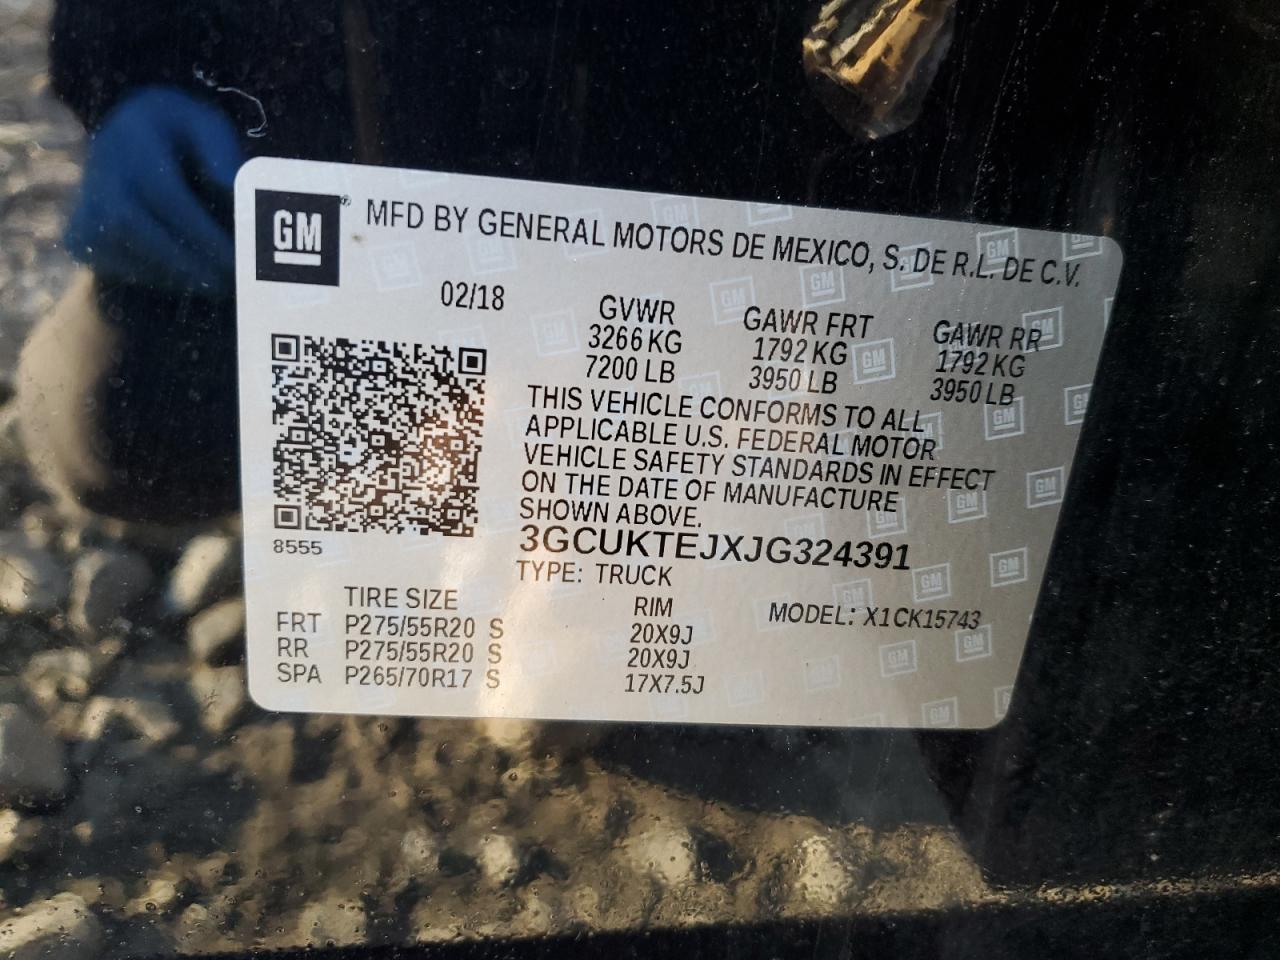 GM ® MFD BY GENERAL MOTORS DE MEXICO, S. DE R.L. DE C.V.
02/18 GVWR GAWR FRT GAWR RR
3266 KG 1792 KG 1792 KG
7200 LB 3950 LB 3950 LB
THIS VEHICLE CONFORMS TO ALL
APPLICABLE U.S. FEDERAL MOTOR
VEHICLE SAFETY STANDARDS IN EFFECT
ON THE DATE OF MANUFACTURE
SHOWN ABOVE.
8555 3GCUKTEJXJG324391
TYPE: TRUCK
TIRE SIZE RIM MODEL: X1CK15743
FRT P275/55R20 S 20X9J
RR P275/55R20 S 20X9J
SPA P265/70R17 S 17X7.5J